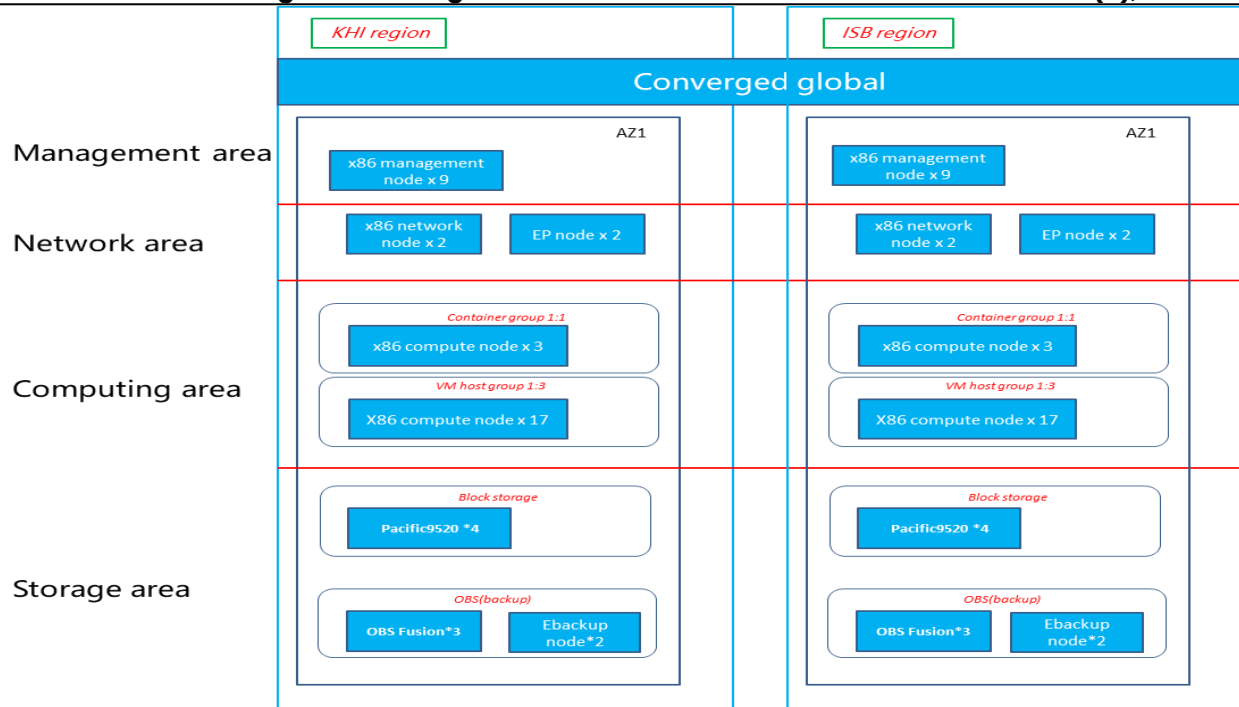 KHI region
ISB region
Converged global
AZ1
AZ1
Management area
x86 management
node x 9
x86 management
node x 9
Network area
x86 network
node x 2
EP node x 2
x86 network
node x 2
EP node x 2
Computing area
Container group 1:1
x86 compute node x 3
VM host group 1:3
X86 compute node x 17
Container group 1:1
x86 compute node x 3
VM host group 1:3
X86 compute node x 17
Storage area
Block storage
Pacific9520 *4
OBS(backup)
OBS Fusion*3
Ebackup
node*2
Block storage
Pacific9520 *4
OBS(backup)
OBS Fusion*3
Ebackup
node*2